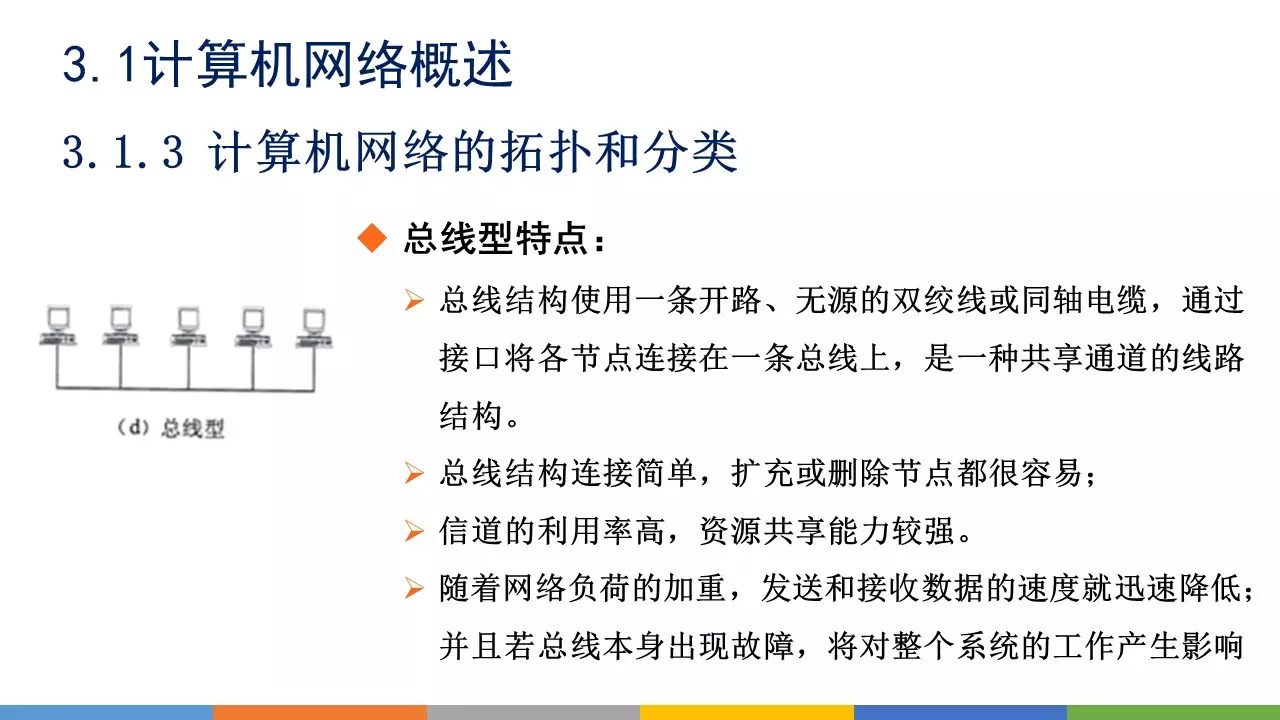 3.1计算机网络概述
3.1.3 计算机网络的拓扑和分类
总线型特点：
总线结构使用一条开路、无源的双绞线或同轴电缆，通过
接口将各节点连接在一条总线上，是一种共享通道的线路
结构。
总线结构连接简单，扩充或删除节点都很容易；
信道的利用率高，资源共享能力较强。
随着网络负荷的加重，发送和接收数据的速度就迅速降低；
并且若总线本身出现故障，将对整个系统的工作产生影响
（d）总线型